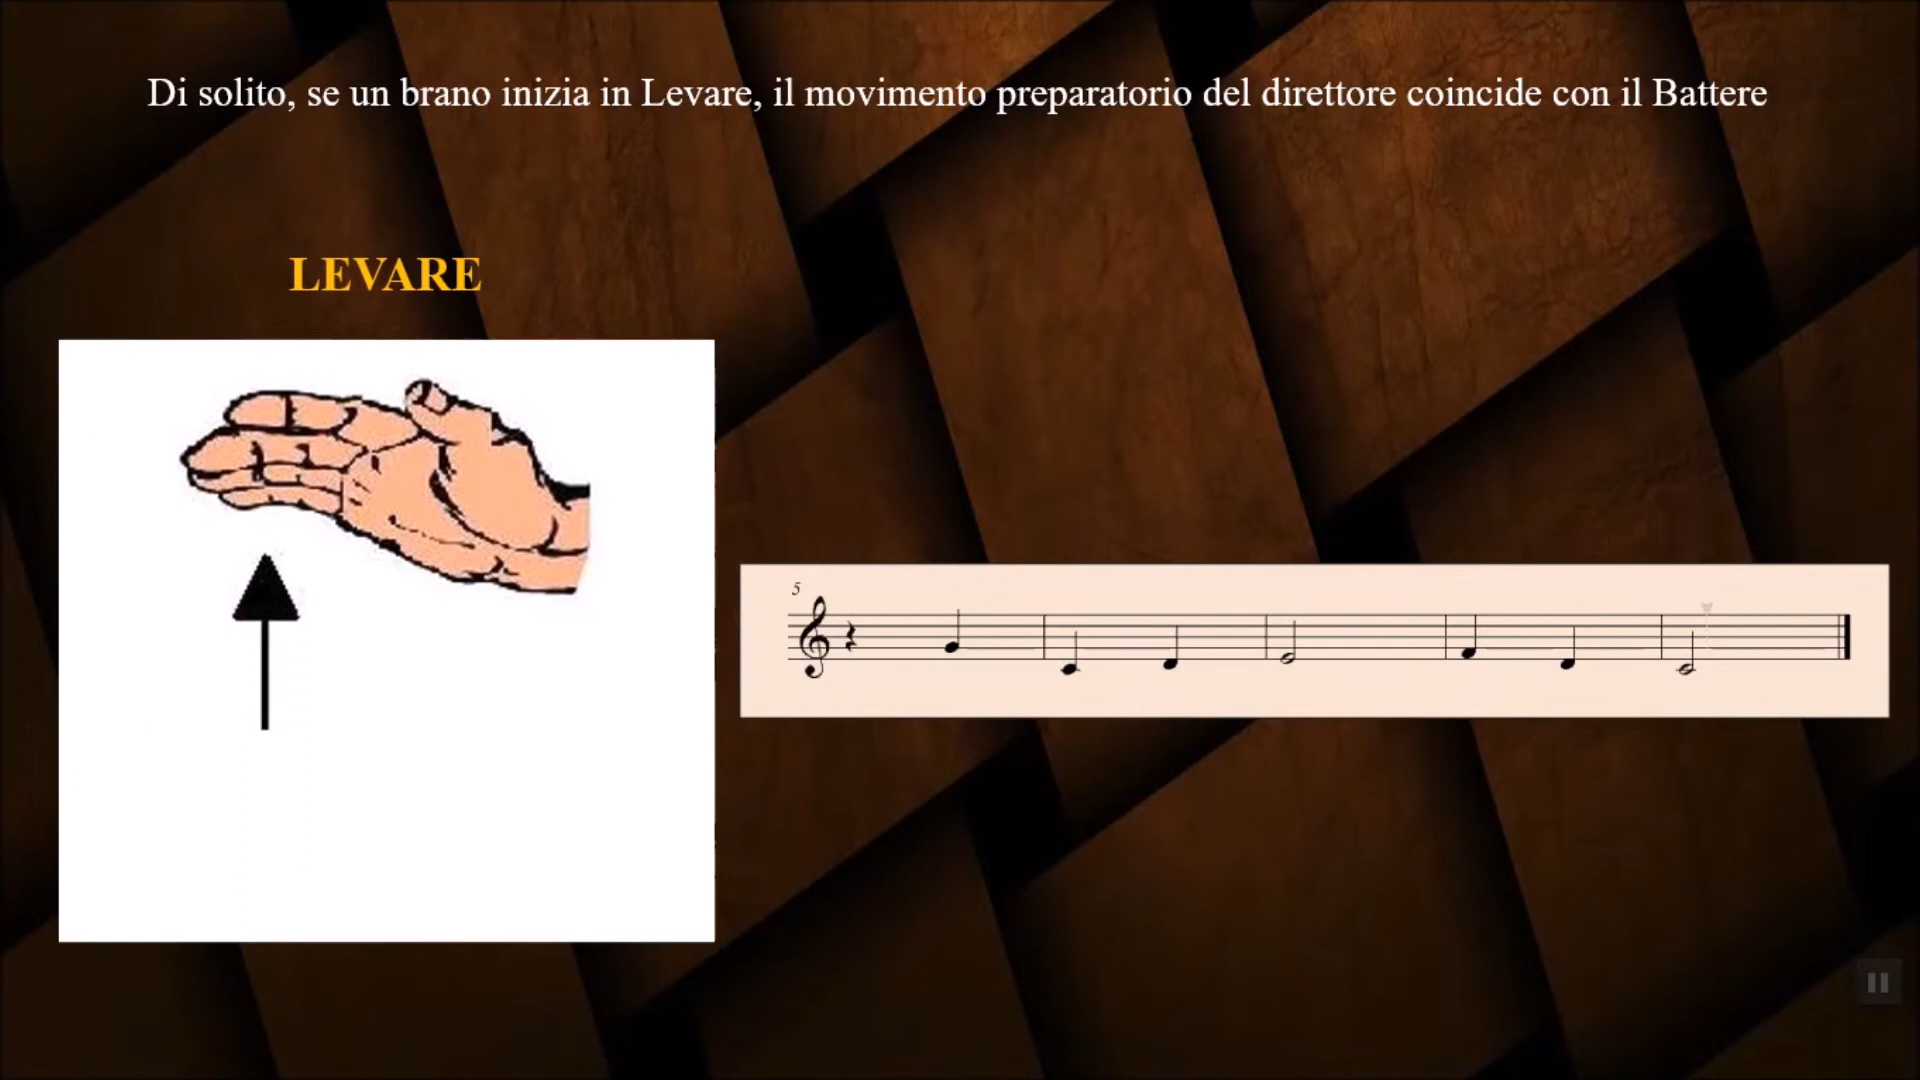 Di solito, se un brano inizia in Levare, il movimento preparatorio del direttore coincide con il Battere
LEVARE
5